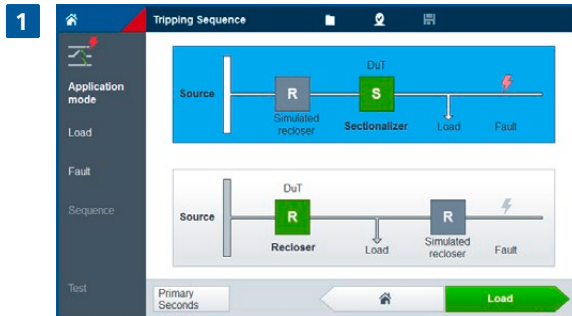 1
Tripping Sequence
Application
mode
Load
Fault
Sequence
Test
DuT
Source
R
S
Simulated
recloser
Sectionalizer
Load
Fault
DuT
Source
R
R
Recloser
Load
Simulated
recloser
Fault
Primary
Seconds
Load